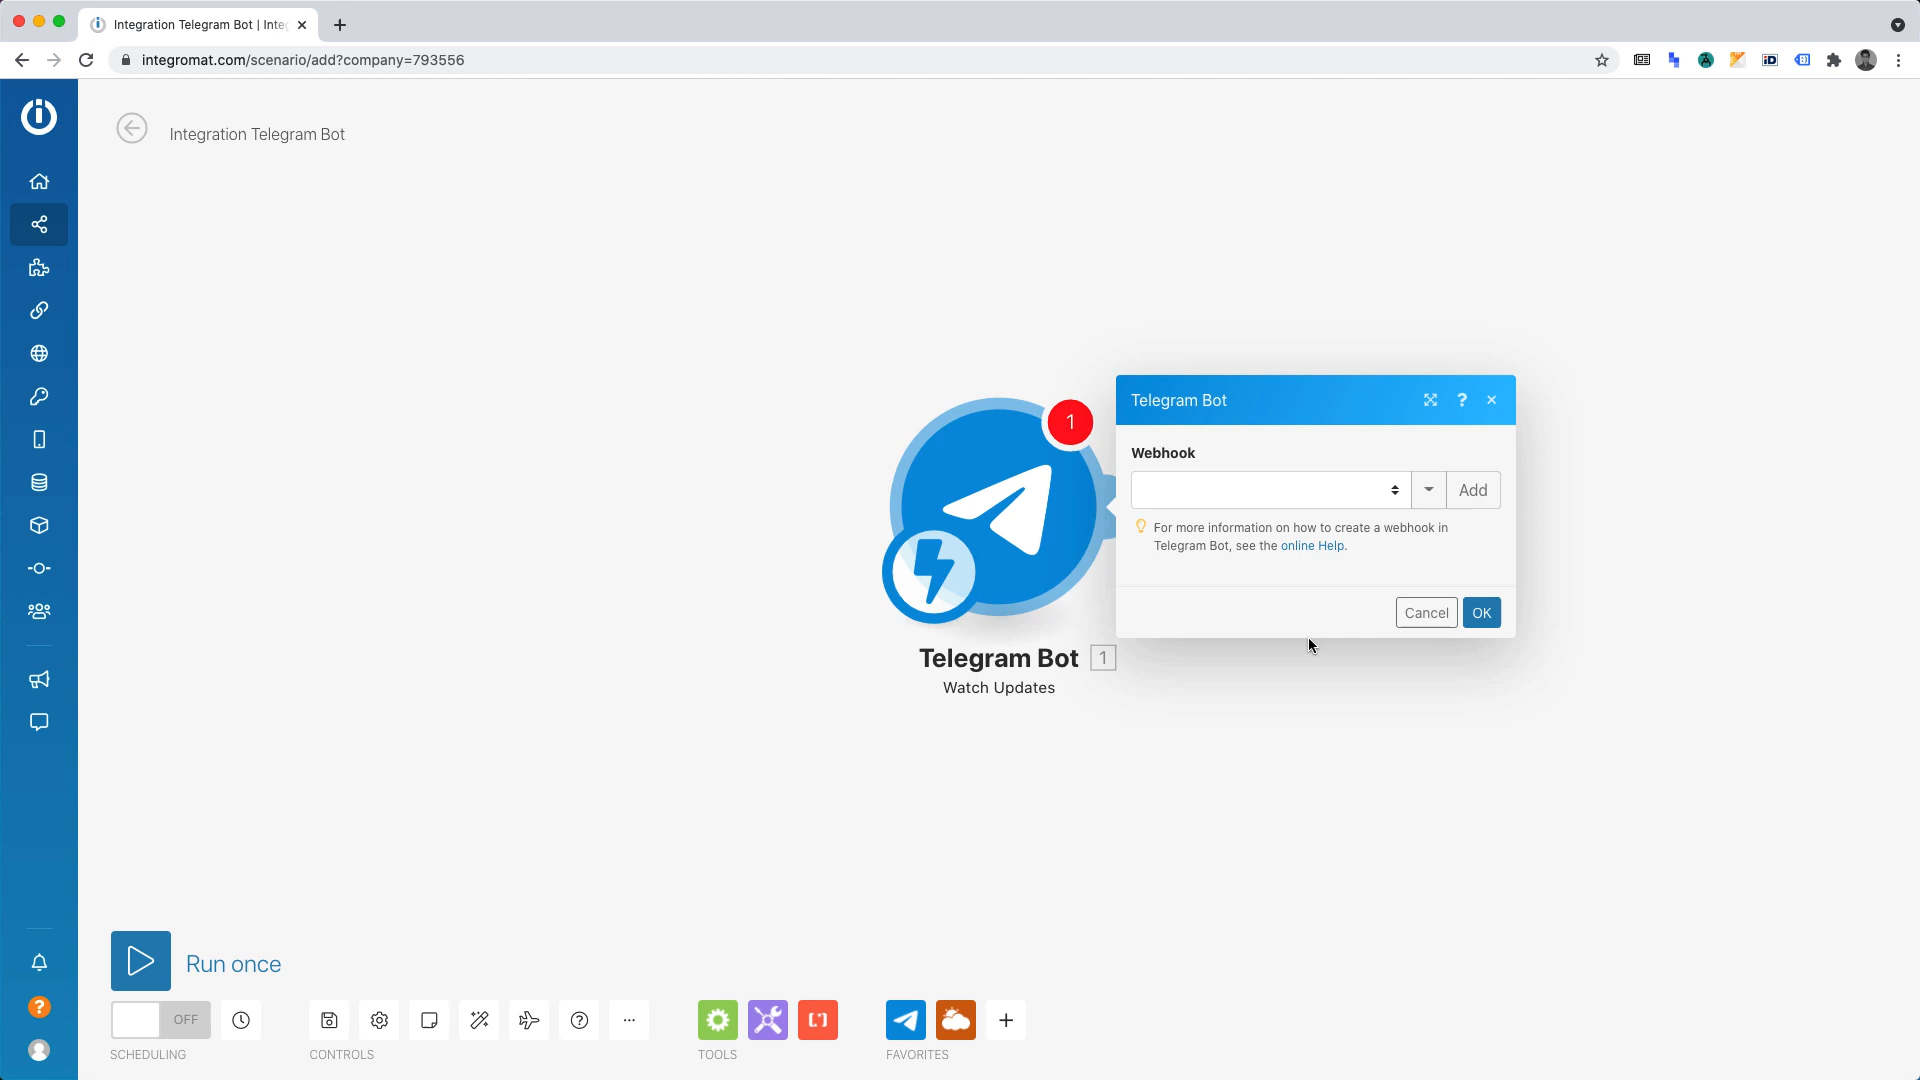 Integration Telegram Bot | Inte
integromat.com/scenario/add?company=793556
Integration Telegram Bot
1
Telegram Bot
?
Webhook
Add
For more information on how to create a webhook in
Telegram Bot, see the online Help.
Cancel
OK
Telegram Bot 1
Watch Updates
Run once
OFF
SCHEDULING
CONTROLS
TOOLS
FAVORITES